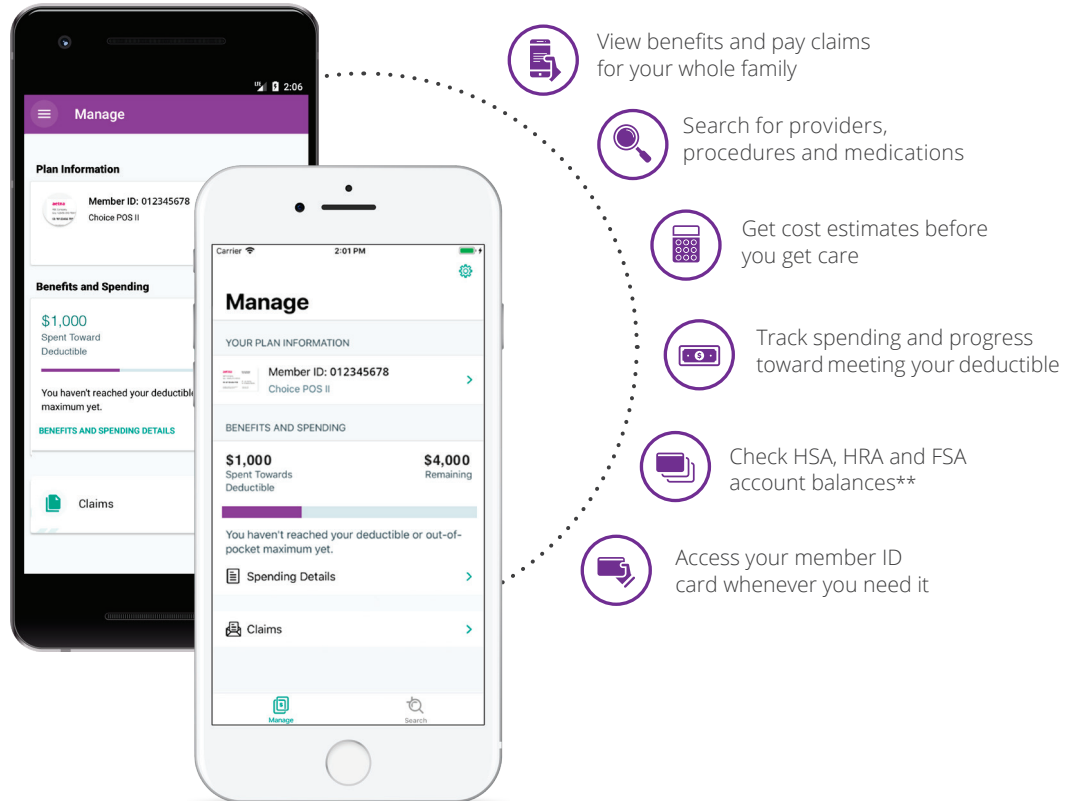 2:06
Manage
Plan Information
Member ID: 012345678
Choice POS II
Benefits and Spending
$1,000
Spent Toward
Deductible
You haven't reached your deductible
maximum yet.
BENEFITS AND SPENDING DETAILS
Claims
Carrier
2:01 PM
Manage
YOUR PLAN INFORMATION
Member ID: 012345678
Choice POS II
BENEFITS AND SPENDING
$1,000 $4,000
Spent Towards Remaining
Deductible
You haven't reached your deductible or out-of-
pocket maximum yet.
Spending Details
Claims
Manage Search
View benefits and pay claims
for your whole family
Search for providers,
procedures and medications
Get cost estimates before
you get care
Track spending and progress
toward meeting your deductible
Check HSA, HRA and FSA
account balances**
Access your member ID
card whenever you need it